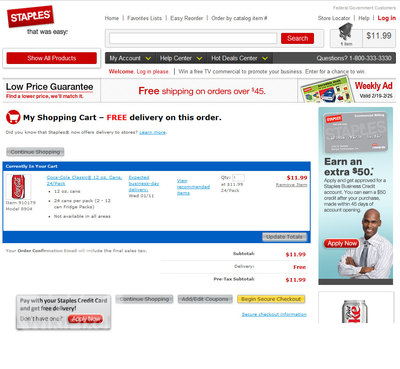 Federal Government Customers
STAPLES
that was easy:
Home | Favorites Lists | Easy Reorder | Order by catalog item #
Store Locator | Help | Log in
Search
1 item
$11.99
Show All Products
My Account
Help Center
Hot Deals Center
Questions? 1-800-333-3330
Welcome. Log in please. | Win a free TV commercial to promote your business. Enter for a chance to win.
Low Price Guarantee
Find a lower price, we'll match it.
Free shipping on orders over $45.
Weekly Ad
Valid 2/19-2/25
My Shopping Cart – FREE delivery on this order.
Did you know that Staples® now offers delivery to stores? Learn more.
Continue Shopping
Currently In Your Cart
Coca-Cola Classic® 12 oz. Cans, 24/Pack
12 oz. cans
24 cans per pack (2 - 12 can Fridge Packs)
Not available in all areas
Item 910179
Model 8904
Expected business-day delivery:
Wed 01/11
View recommended items
Qty: 1
at $11.99
24/Pack
$11.99
Remove Item
Update Totals
Your Order Confirmation Email will include the final sales tax.
Subtotal: $11.99
Delivery: Free
Pre-Tax Subtotal: $11.99
Pay with your Staples Credit Card
and get free delivery!
Don't have one? Apply Now
Continue Shopping
Add/Edit Coupons
Begin Secure Checkout
Secure checkout information
STAPLES
Earn an
extra $50.*
Apply and get approved for a
Staples Business Credit
Account. You can earn a $50
credit after your purchase,
made within 45 days of
account opening.
Apply Now